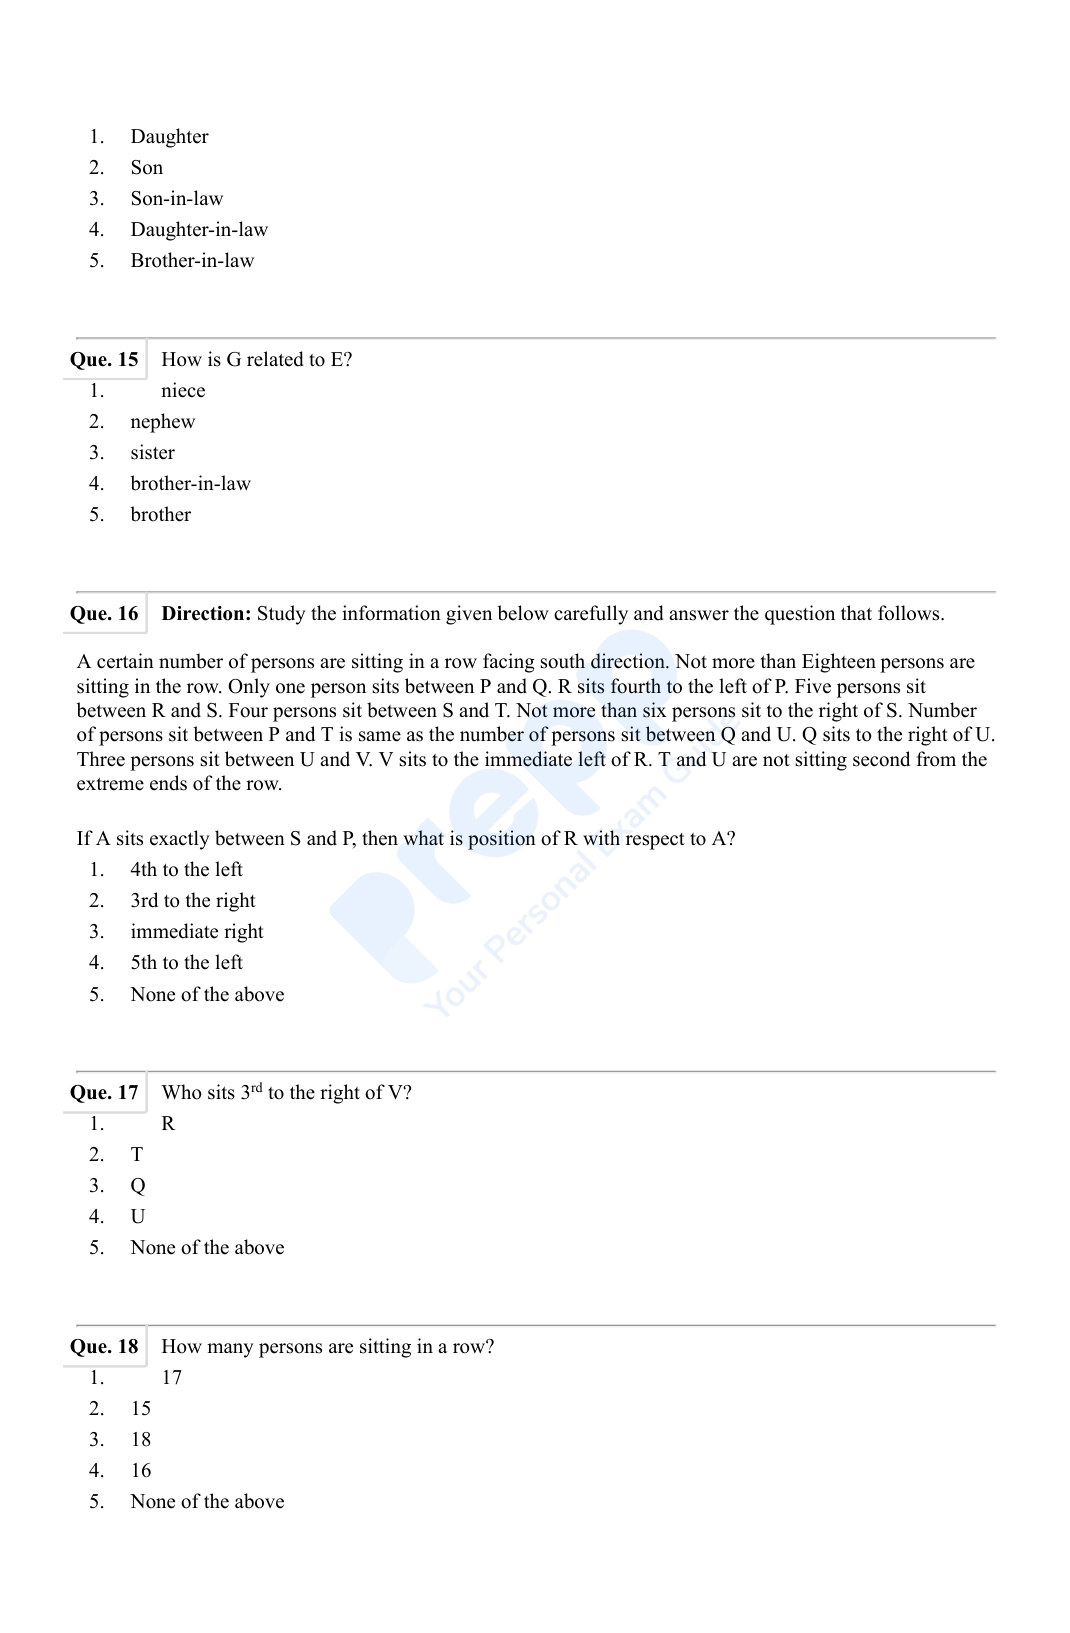 1. Daughter
2. Son
3. Son-in-law
4. Daughter-in-law
5. Brother-in-law
Que. 15 How is G related to E?
1. niece
2. nephew
3. sister
4. brother-in-law
5. brother
Que. 16 Direction: Study the information given below carefully and answer the question that follows.
A certain number of persons are sitting in a row facing south direction. Not more than Eighteen persons are
sitting in the row. Only one person sits between P and Q. R sits fourth to the left of P. Five persons sit
between R and S. Four persons sit between S and T. Not more than six persons sit to the right of S. Number
of persons sit between P and T is same as the number of persons sit between Q and U. Q sits to the right of U.
Three persons sit between U and V. V sits to the immediate left of R. T and U are not sitting second from the
extreme ends of the row.
If A sits exactly between S and P, then what is position of R with respect to A?
1. 4th to the left
2. 3rd to the right
3. immediate right
4. 5th to the left
5. None of the above
Prepp
Your Personal Exam Guide
Que. 17 Who sits 3rd to the right of V?
1. R
2. T
3. Q
4. U
5. None of the above
Que. 18 How many persons are sitting in a row?
1. 17
2. 15
3. 18
4. 16
5. None of the above